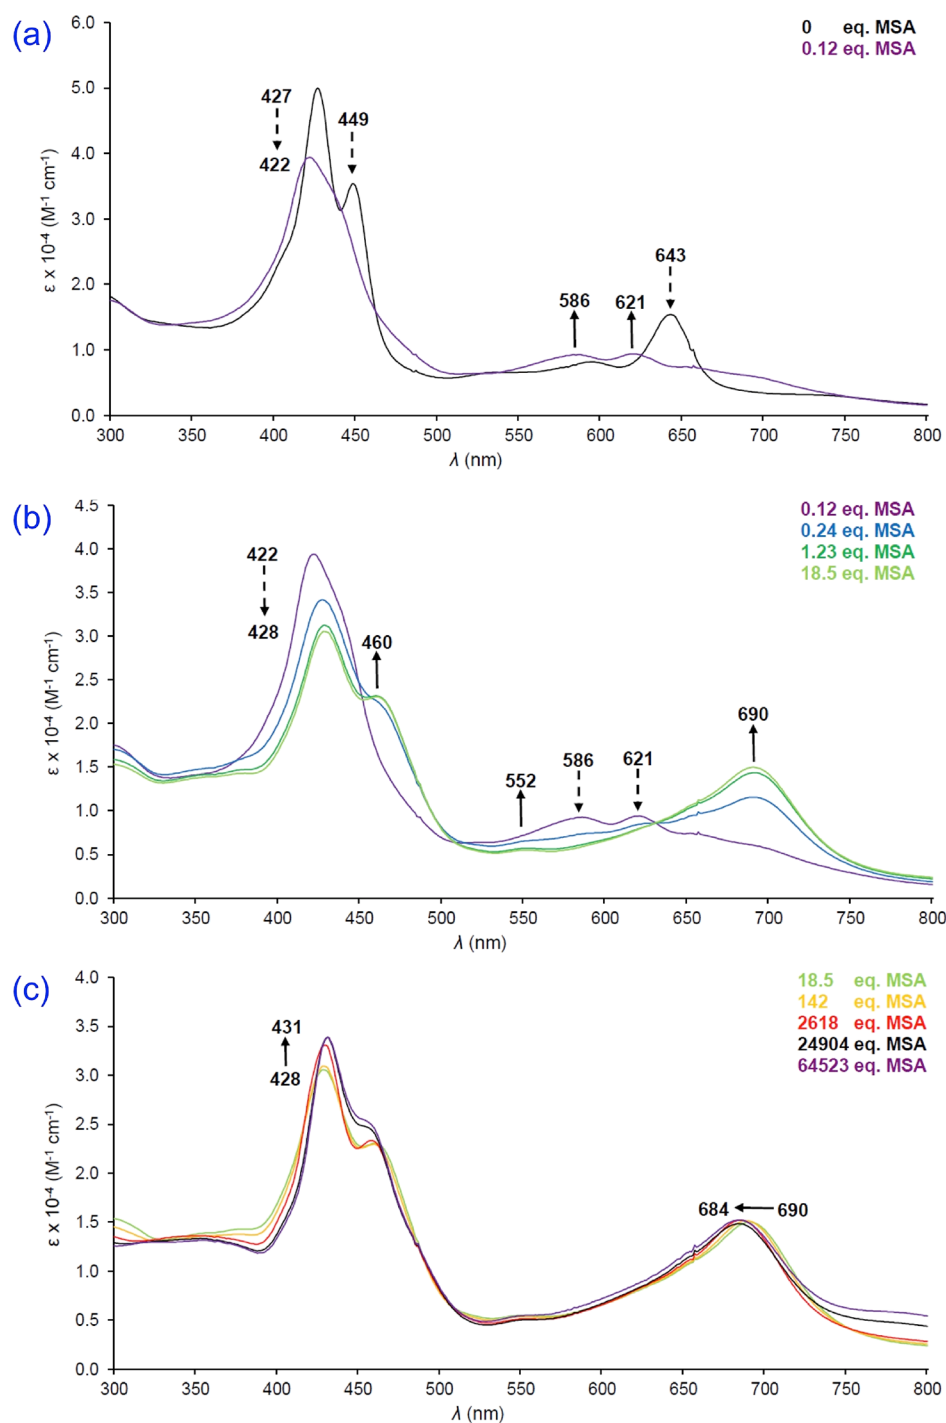 (a)
0 eq. MSA
0.12 eq. MSA
6.0
5.0
4.0
3.0
2.0
1.0
0.0
427
422
449
586
621
643
ε x 10-4 (M-1 cm-1)
300 350 400 450 500 550 600 650 700 750 800
λ (nm)
(b)
0.12 eq. MSA
0.24 eq. MSA
1.23 eq. MSA
18.5 eq. MSA
4.5
4.0
3.5
3.0
2.5
2.0
1.5
1.0
0.5
0.0
422
428
460
552
586
621
690
ε x 10-4 (M-1 cm-1)
300 350 400 450 500 550 600 650 700 750 800
λ (nm)
(c)
18.5 eq. MSA
142 eq. MSA
2618 eq. MSA
24904 eq. MSA
64523 eq. MSA
4.0
3.5
3.0
2.5
2.0
1.5
1.0
0.5
0.0
431
428
684 690
ε x 10-4 (M-1 cm-1)
300 350 400 450 500 550 600 650 700 750 800
λ (nm)